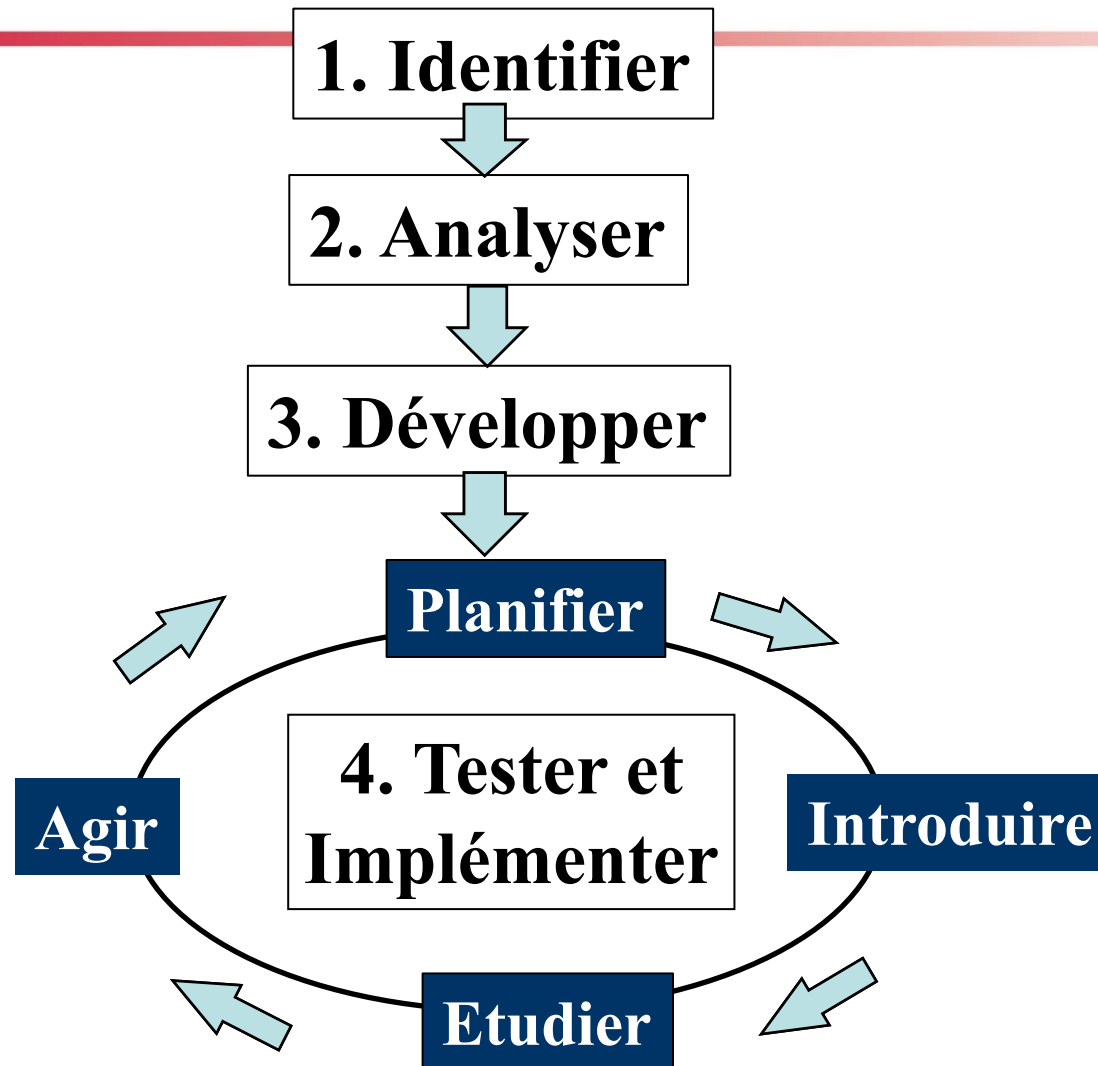 1. Identifier
2. Analyser
3. Développer
Planifier
4. Tester et
Implémenter
Agir
Introduire
Etudier